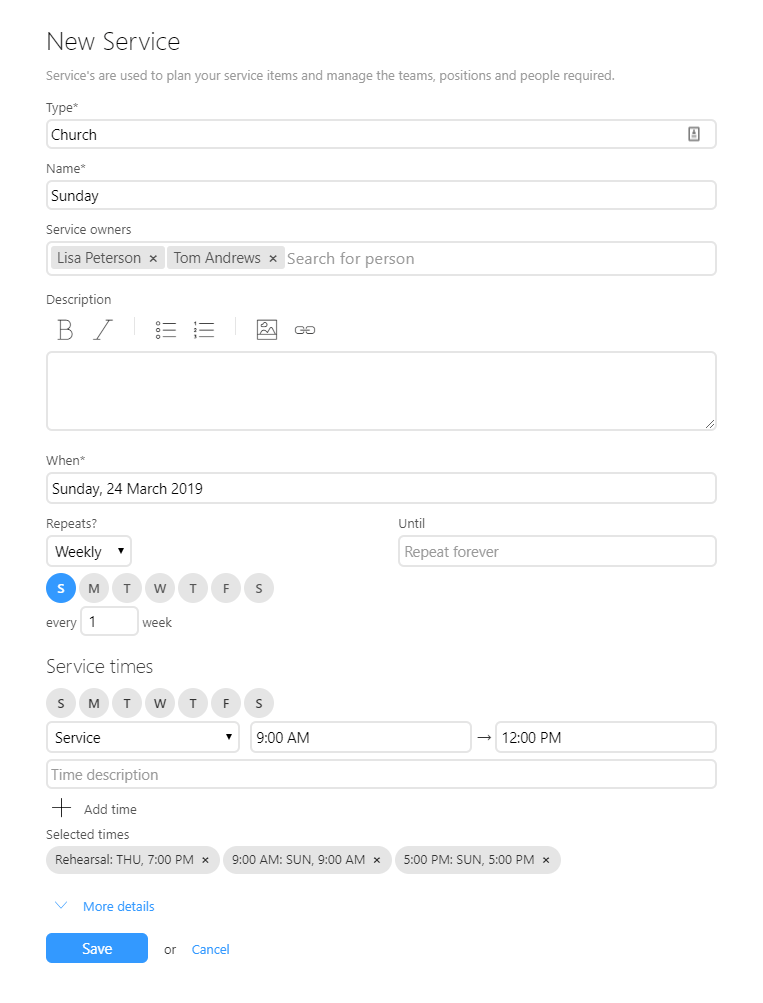 New Service
Service's are used to plan your service items and manage the teams, positions and people required.
Type*
Church
Name*
Sunday
Service owners
Lisa Peterson × Tom Andrews × Search for person
Description
B I
When*
Sunday, 24 March 2019
Repeats? Until
Weekly Repeat forever
S M T W T F S
every 1 week
Service times
S M T W T F S
Service 9:00 AM → 12:00 PM
Time description
Add time
Selected times
Rehearsal: THU, 7:00 PM × 9:00 AM: SUN, 9:00 AM × 5:00 PM: SUN, 5:00 PM ×
More details
Save or Cancel